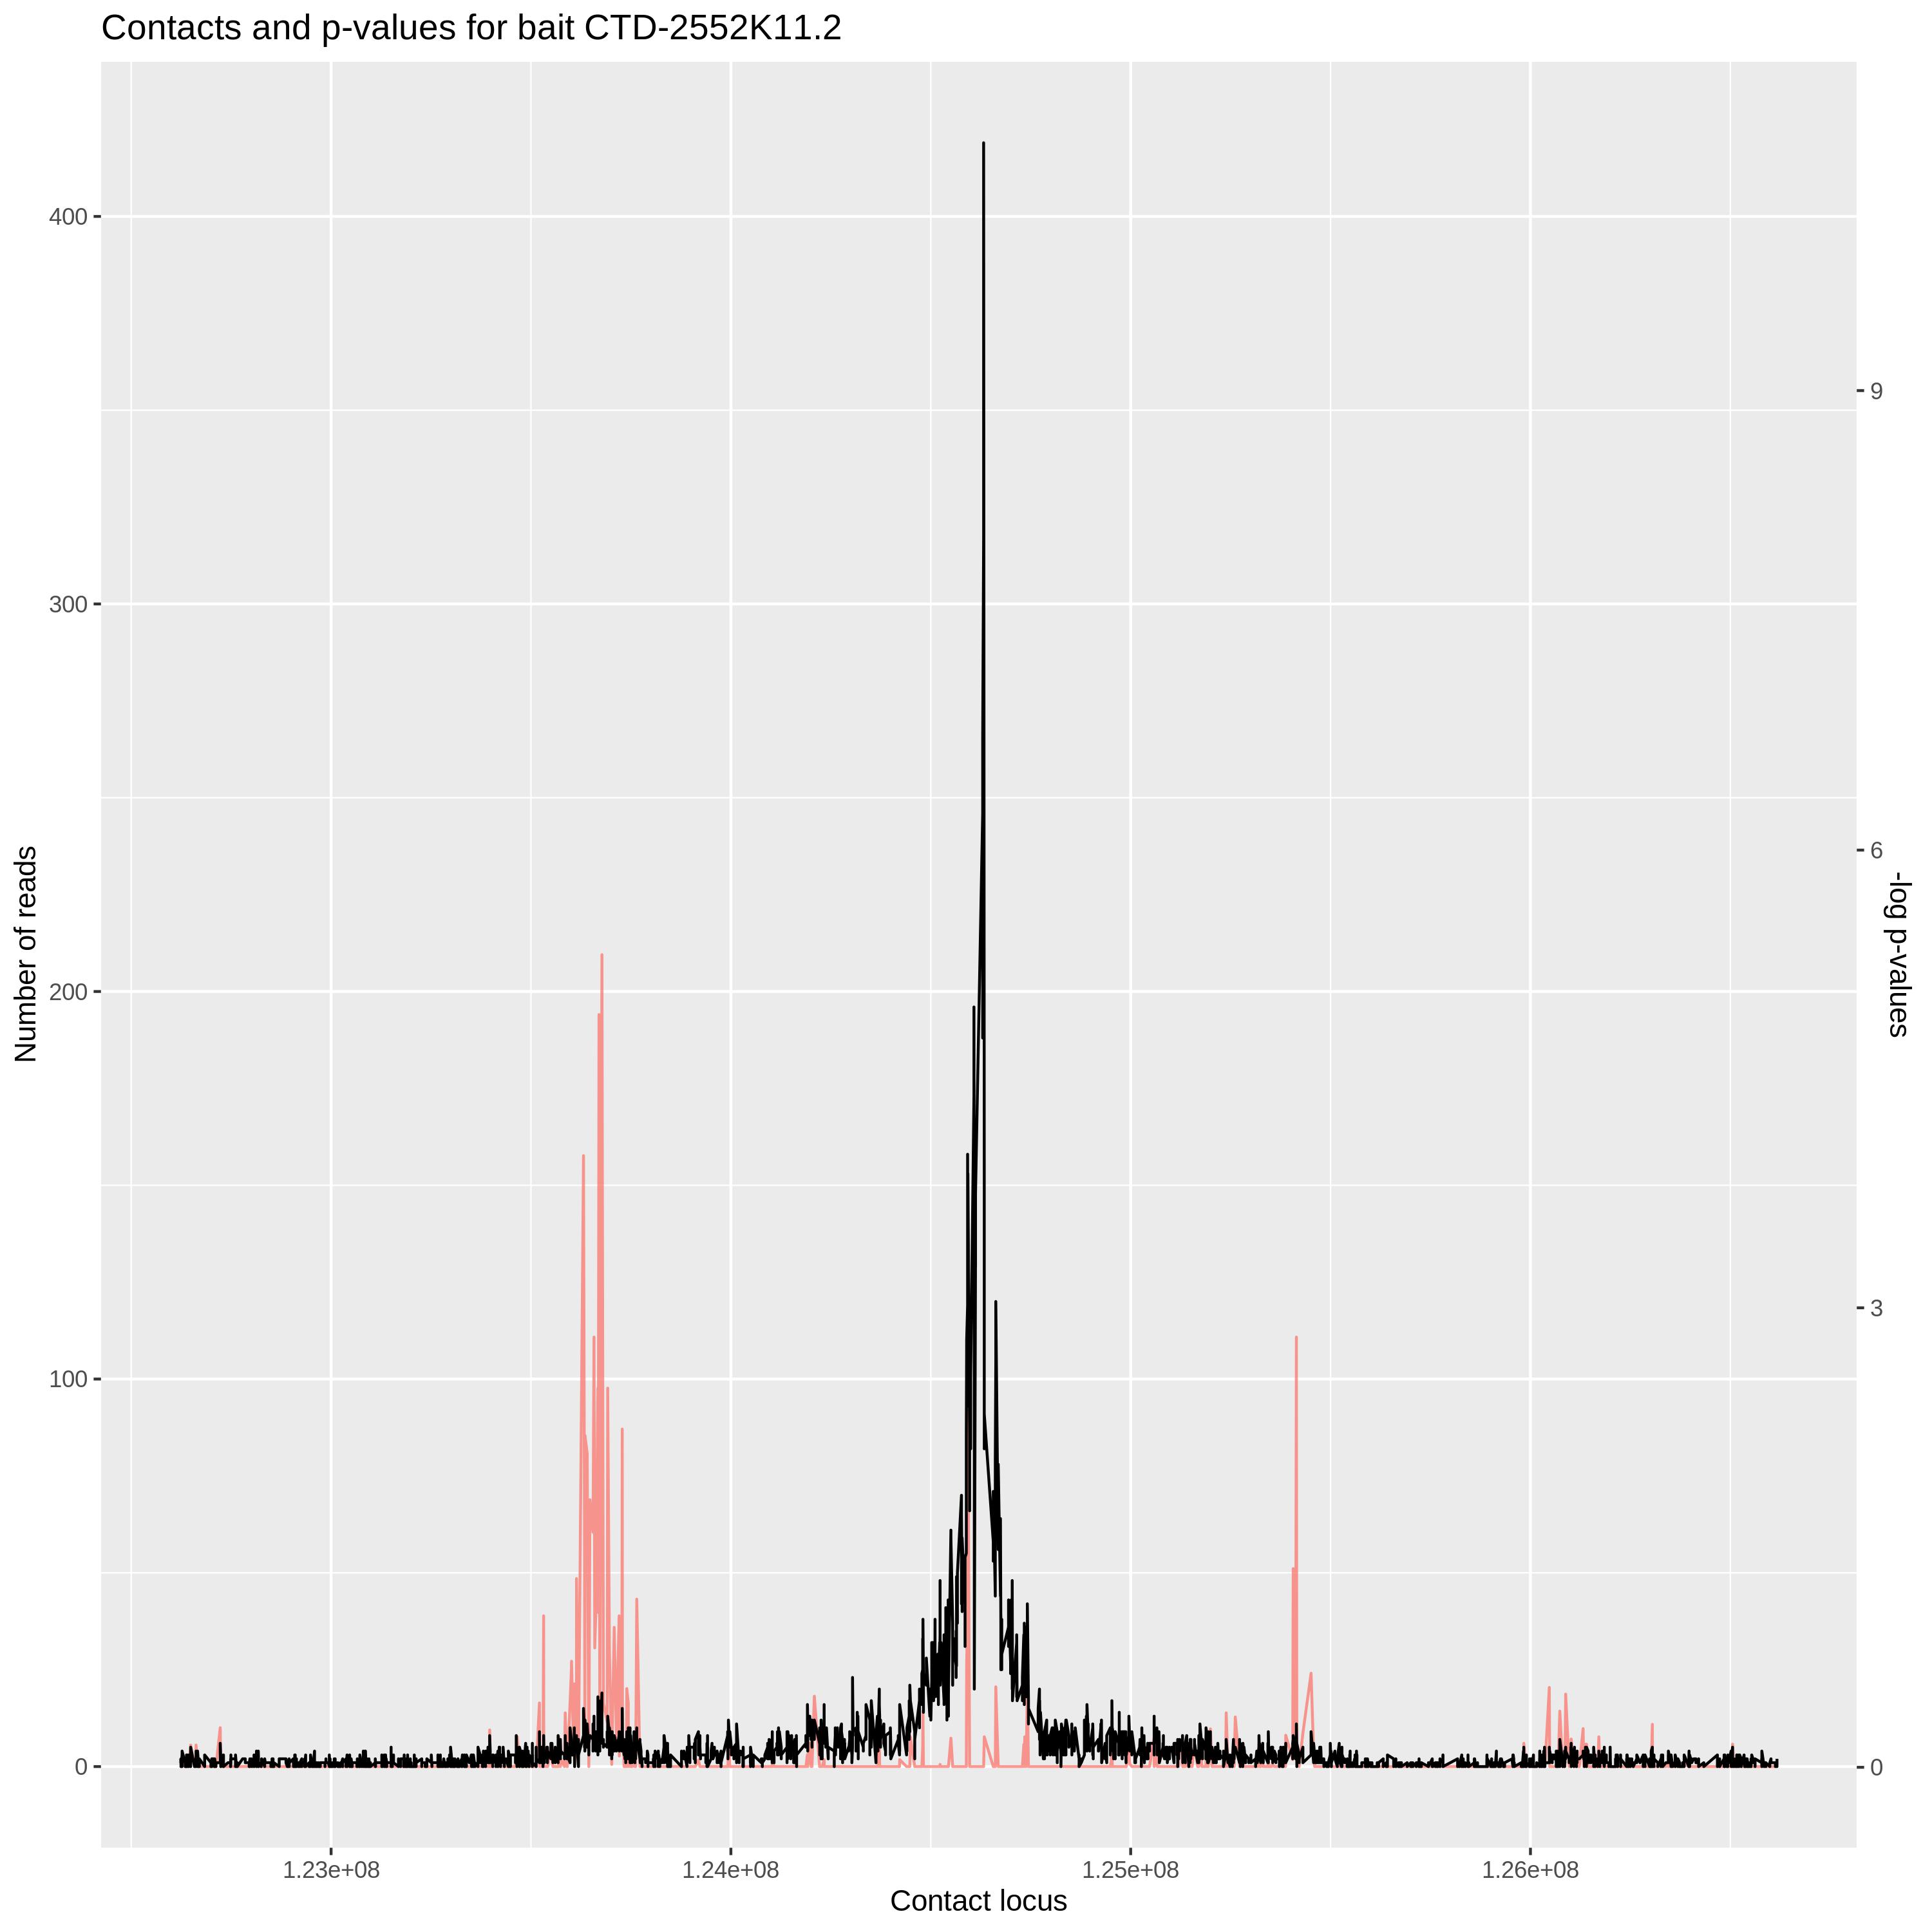 Contacts and p-values for bait CTD-2552K11.2
400
300
200
100
0
9
6
3
0
Number of reads
-log p-values
1.23e+08
1.24e+08
1.25e+08
1.26e+08
Contact locus